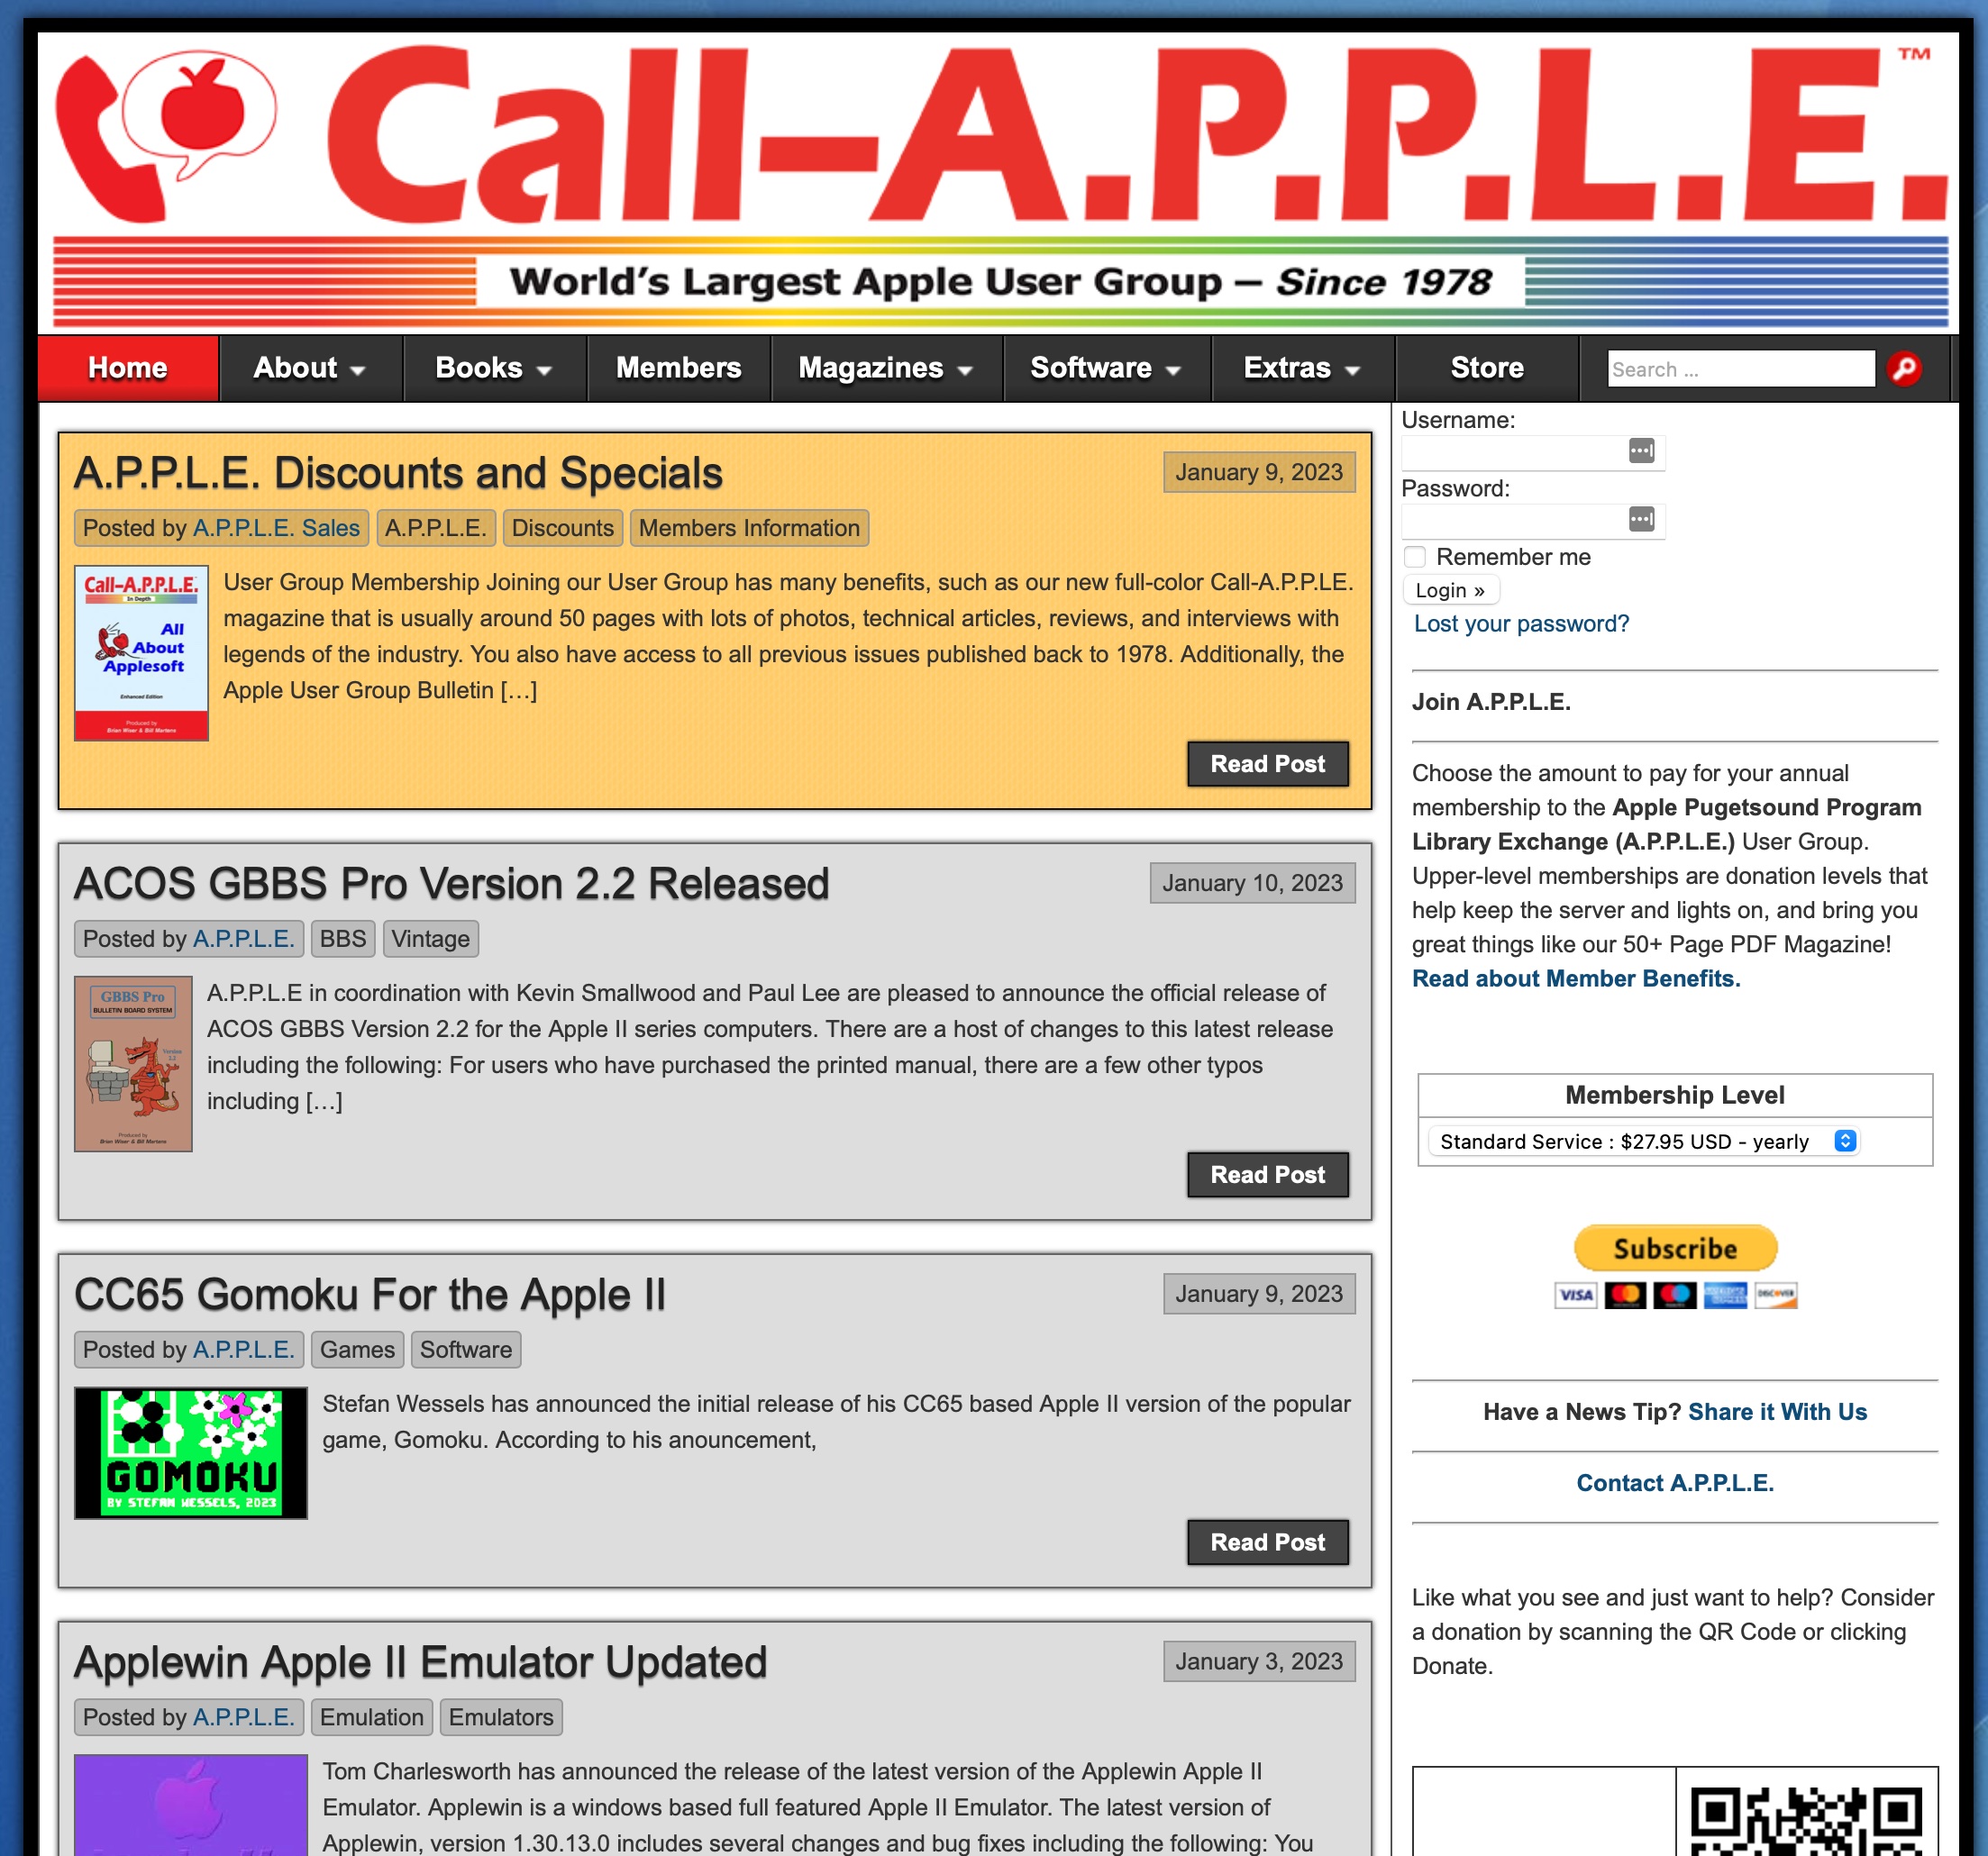 Call-A.P.P.L.E.™
World's Largest Apple User Group – Since 1978
Home About Books Members Magazines Software Extras Store Search ...
A.P.P.L.E. Discounts and Specials
January 9, 2023
Posted by A.P.P.L.E. Sales A.P.P.L.E. Discounts Members Information
Call-A.P.P.L.E.
In Depth
All
About
Applesoft
Enhanced Edition
Produced by
Brian Wiser & Bill Martens
User Group Membership Joining our User Group has many benefits, such as our new full-color Call-A.P.P.LE.
magazine that is usually around 50 pages with lots of photos, technical articles, reviews, and interviews with
legends of the industry. You also have access to all previous issues published back to 1978. Additionally, the
Apple User Group Bulletin […]
Read Post
ACOS GBBS Pro Version 2.2 Released
January 10, 2023
Posted by A.P.P.L.E. BBS Vintage
GBBS Pro
BULLETIN BOARD SYSTEM
Version
2.2
Produced by
Brian Wiser & Bill Martens
A.P.P.L.E in coordination with Kevin Smallwood and Paul Lee are pleased to announce the official release of
ACOS GBBS Version 2.2 for the Apple II series computers. There are a host of changes to this latest release
including the following: For users who have purchased the printed manual, there are a few other typos
including […]
Read Post
CC65 Gomoku For the Apple II
January 9, 2023
Posted by A.P.P.L.E. Games Software
GOMOKU
BY STEFAN WESSELS, 2023
Stefan Wessels has announced the initial release of his CC65 based Apple II version of the popular
game, Gomoku. According to his anouncement,
Read Post
Applewin Apple II Emulator Updated
January 3, 2023
Posted by A.P.P.L.E. Emulation Emulators
Tom Charlesworth has announced the release of the latest version of the Applewin Apple II
Emulator. Applewin is a windows based full featured Apple II Emulator. The latest version of
Applewin, version 1.30.13.0 includes several changes and bug fixes including the following: You
Username:
Password:
Remember me
Login »
Lost your password?
Join A.P.P.L.E.
Choose the amount to pay for your annual
membership to the Apple Pugetsound Program
Library Exchange (A.P.P.L.E.) User Group.
Upper-level memberships are donation levels that
help keep the server and lights on, and bring you
great things like our 50+ Page PDF Magazine!
Read about Member Benefits.
Membership Level
Standard Service : $27.95 USD - yearly
Subscribe
VISA AMERICAN EXPRESS DISCOVER
Have a News Tip? Share it With Us
Contact A.P.P.L.E.
Like what you see and just want to help? Consider
a donation by scanning the QR Code or clicking
Donate.